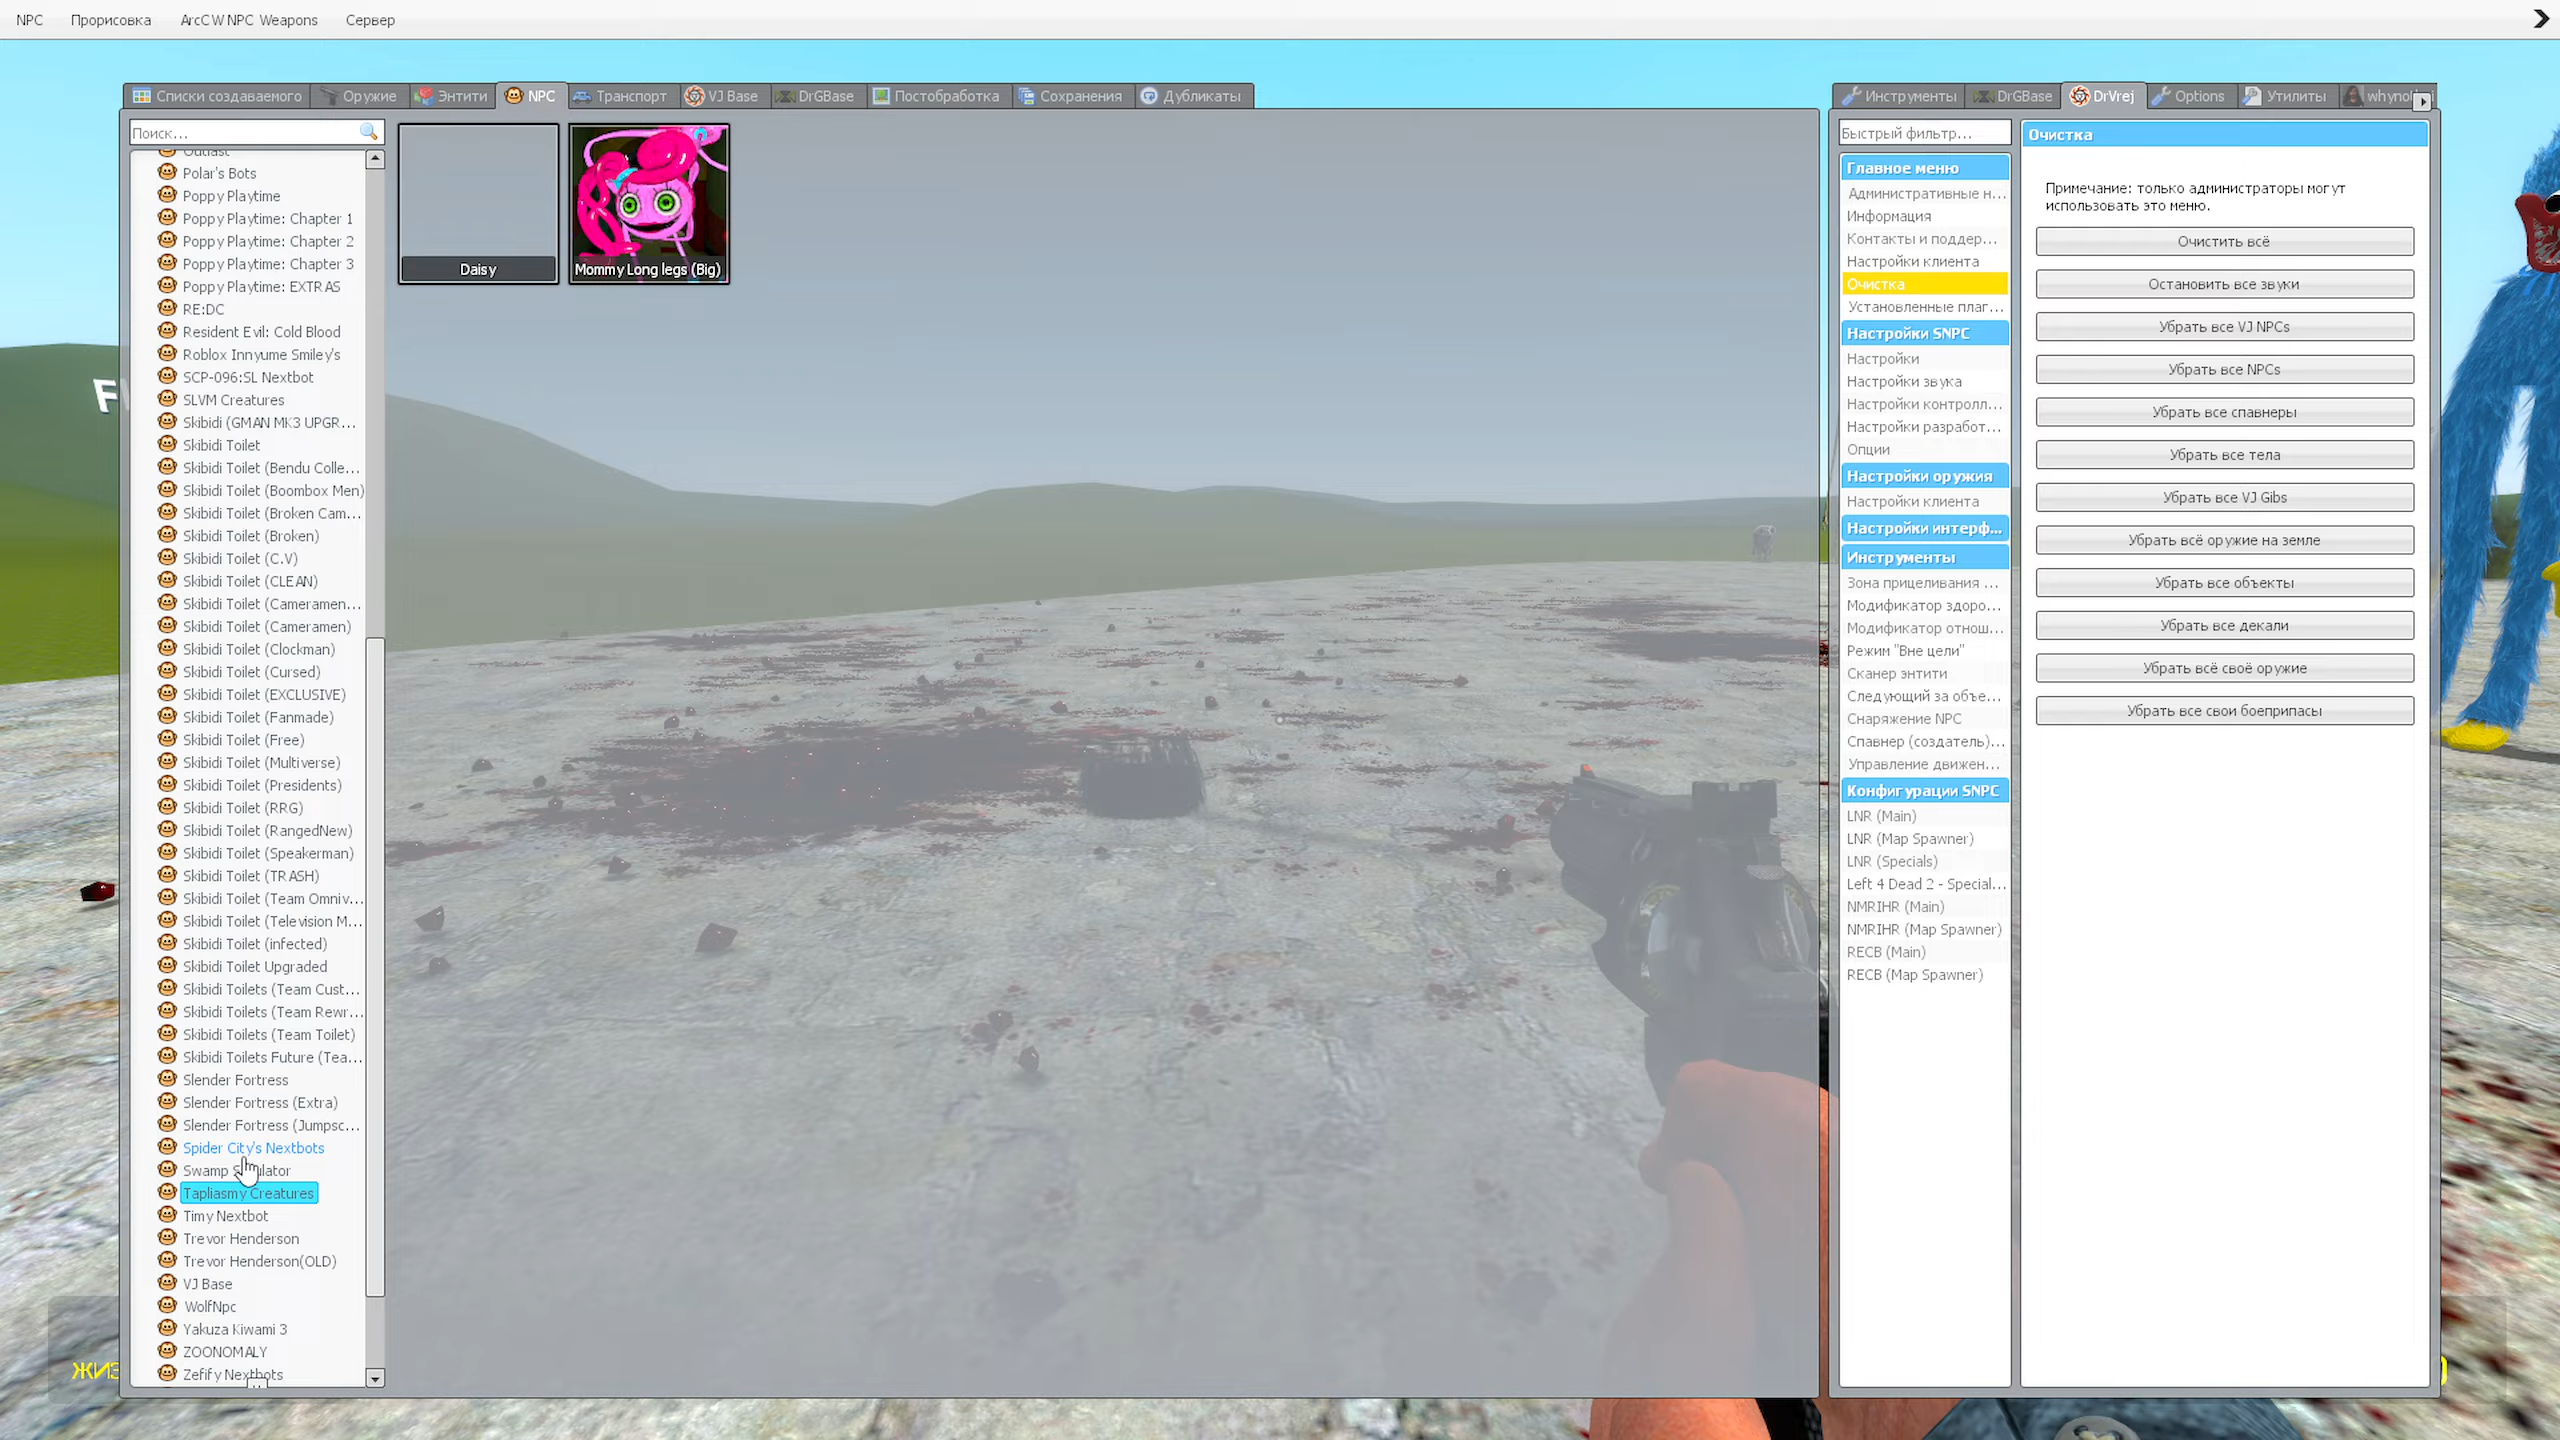 NPC Прорисовка ArcCW NPC Weapons Сервер
Списки создаваемого Оружие Энтити NPC Транспорт VJ Base DrGBase Постобработка Сохранения Дубликаты
Поиск...
Outlast
Polar's Bots
Poppy Playtime
Poppy Playtime: Chapter 1
Poppy Playtime: Chapter 2
Poppy Playtime: Chapter 3
Poppy Playtime: EXTRAS
RE:DC
Resident Evil: Cold Blood
Roblox Innyume Smiley's
SCP-096:SL Nextbot
SLVM Creatures
Skibidi (GMAN MK3 UPGR...
Skibidi Toilet
Skibidi Toilet (Bendu Colle...
Skibidi Toilet (Boombox Men)
Skibidi Toilet (Broken Cam...
Skibidi Toilet (Broken)
Skibidi Toilet (C.V)
Skibidi Toilet (CLEAN)
Skibidi Toilet (Cameramen...
Skibidi Toilet (Cameramen)
Skibidi Toilet (Clockman)
Skibidi Toilet (Cursed)
Skibidi Toilet (EXCLUSIVE)
Skibidi Toilet (Fanmade)
Skibidi Toilet (Free)
Skibidi Toilet (Multiverse)
Skibidi Toilet (Presidents)
Skibidi Toilet (RRG)
Skibidi Toilet (RangedNew)
Skibidi Toilet (Speakerman)
Skibidi Toilet (TRASH)
Skibidi Toilet (Team Omniv...
Skibidi Toilet (Television M...
Skibidi Toilet (infected)
Skibidi Toilet Upgraded
Skibidi Toilets (Team Cust...
Skibidi Toilets (Team Rewr...
Skibidi Toilets (Team Toilet)
Skibidi Toilets Future (Tea...
Slender Fortress
Slender Fortress (Extra)
Slender Fortress (Jumpsc...
Spider City's Nextbots
Swamp
Tapliasmy Creatures
Timy Nextbot
Trevor Henderson
Trevor Henderson(OLD)
VJ Base
WolfNpc
Yakuza Kiwami 3
ZOONOMALY
Zefify Nextbots
Daisy
Mommy Long legs (Big)
Инструменты DrGBase DrVrej Options Утилиты
Быстрый фильтр...
Главное меню
Административные н...
Информация
Контакты и поддер...
Настройки клиента
Очистка
Установленные плаг...
Настройки SNPC
Настройки
Настройки звука
Настройки контролл...
Настройки разработ...
Опции
Настройки оружия
Настройки клиента
Настройки интерф...
Инструменты
Зона прицеливания ...
Модификатор здоро...
Модификатор отнош...
Режим "Вне цели"
Сканер энтити
Следующий за объе...
Снаряжение NPC
Спавнер (создатель)...
Управление движен...
Конфигурации SNPC
LNR (Main)
LNR (Map Spawner)
LNR (Specials)
Left 4 Dead 2 - Special...
NMRIHR (Main)
NMRIHR (Map Spawner)
RECB (Main)
RECB (Map Spawner)
Очистка
Примечание: только администраторы могут
использовать это меню.
Очистить всё
Остановить все звуки
Убрать все VJ NPCs
Убрать все NPCs
Убрать все спавнеры
Убрать все тела
Убрать все VJ Gibs
Убрать всё оружие на земле
Убрать все объекты
Убрать все декали
Убрать всё своё оружие
Убрать все свои боеприпасы